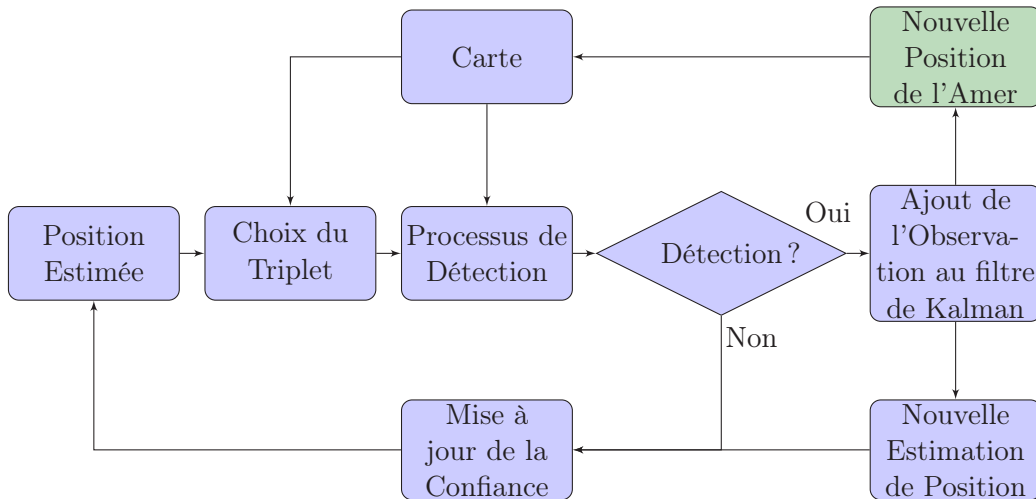 Carte
Nouvelle
Position
de l'Amer
Position
Estimée
Choix du
Triplet
Processus de
Détection
Détection ?
Oui
Ajout de
l'Observa-
tion au filtre
de Kalman
Non
Mise à
jour de la
Confiance
Nouvelle
Estimation
de Position